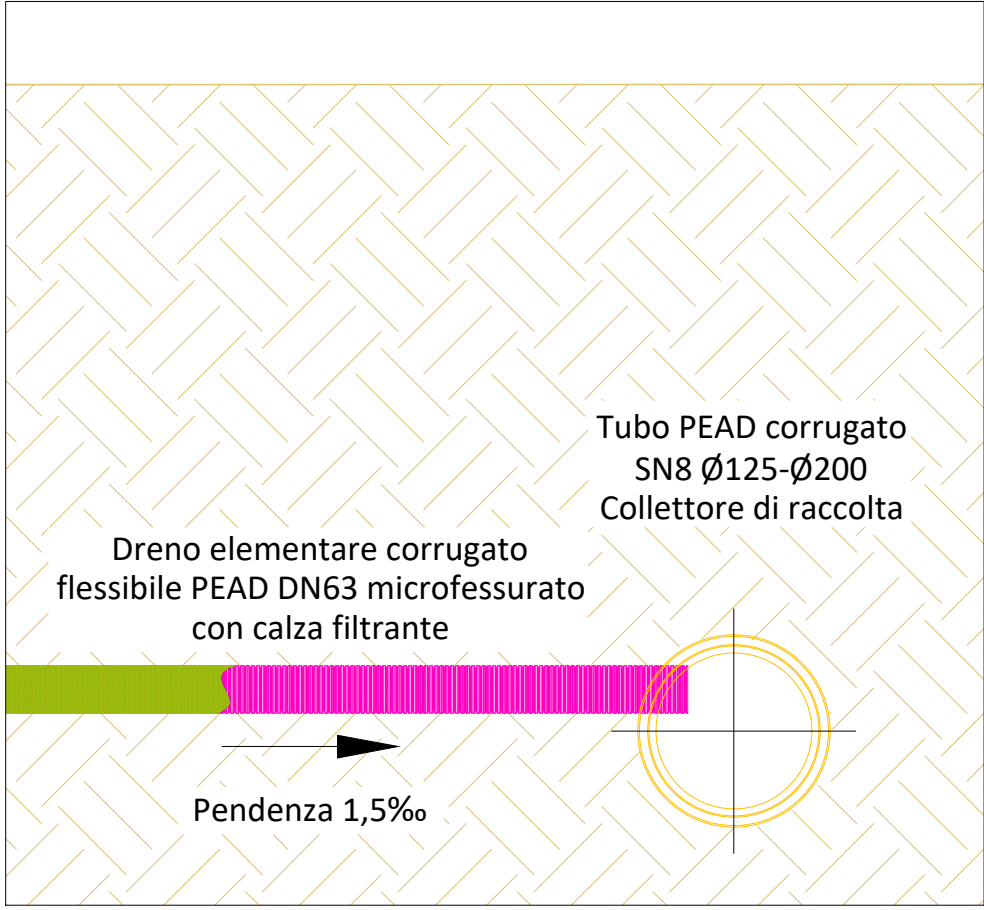 Tubo PEAD corrugato
SN8 Ø125-Ø200
Collettore di raccolta
Dreno elementare corrugato
flessibile PEAD DN63 microfessurato
con calza filtrante
Pendenza 1,5‰